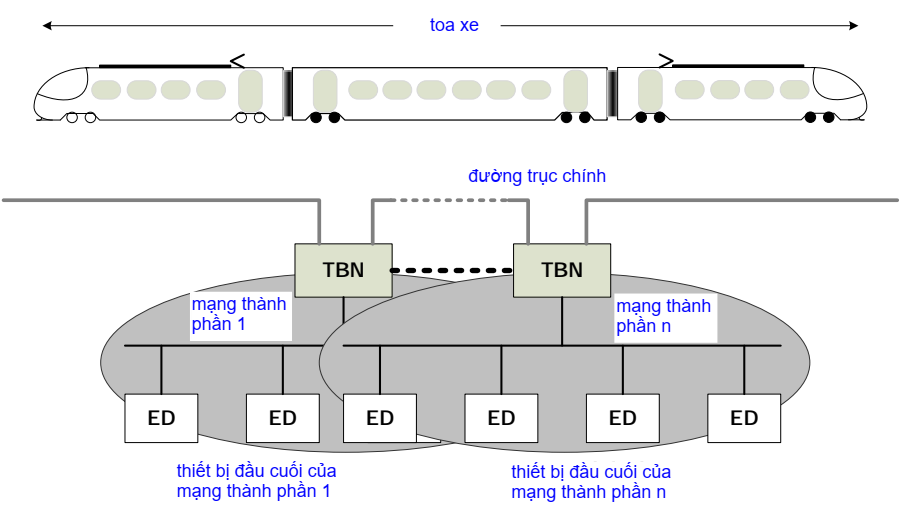 toa xe
đường trục chính
TBN
TBN
mạng thành
phần 1
mạng thành
phần n
ED
ED
ED
ED
ED
ED
thiết bị đầu cuối của
mạng thành phần 1
thiết bị đầu cuối của
mạng thành phần n